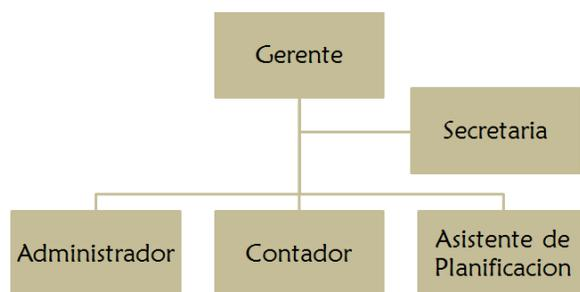 Gerente
Secretaria
Administrador
Contador
Asistente de
Planificacion